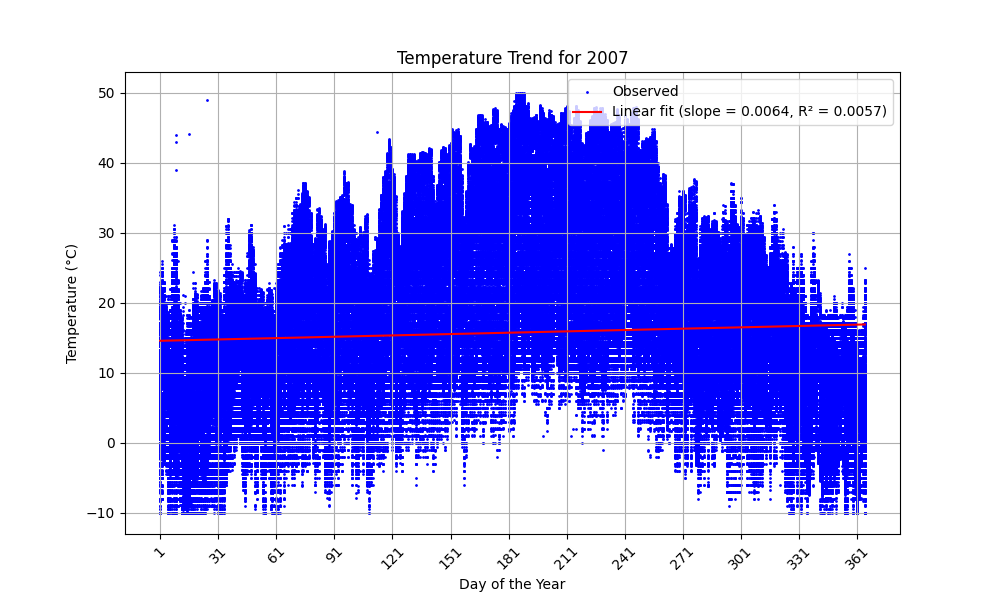 Temperature Trend for 2007
Observed
Linear fit (slope = 0.0064, R² = 0.0057)
Temperature (°C)
50
40
30
20
10
0
−10
1 31 61 91 121 151 181 211 241 271 301 331 361
Day of the Year